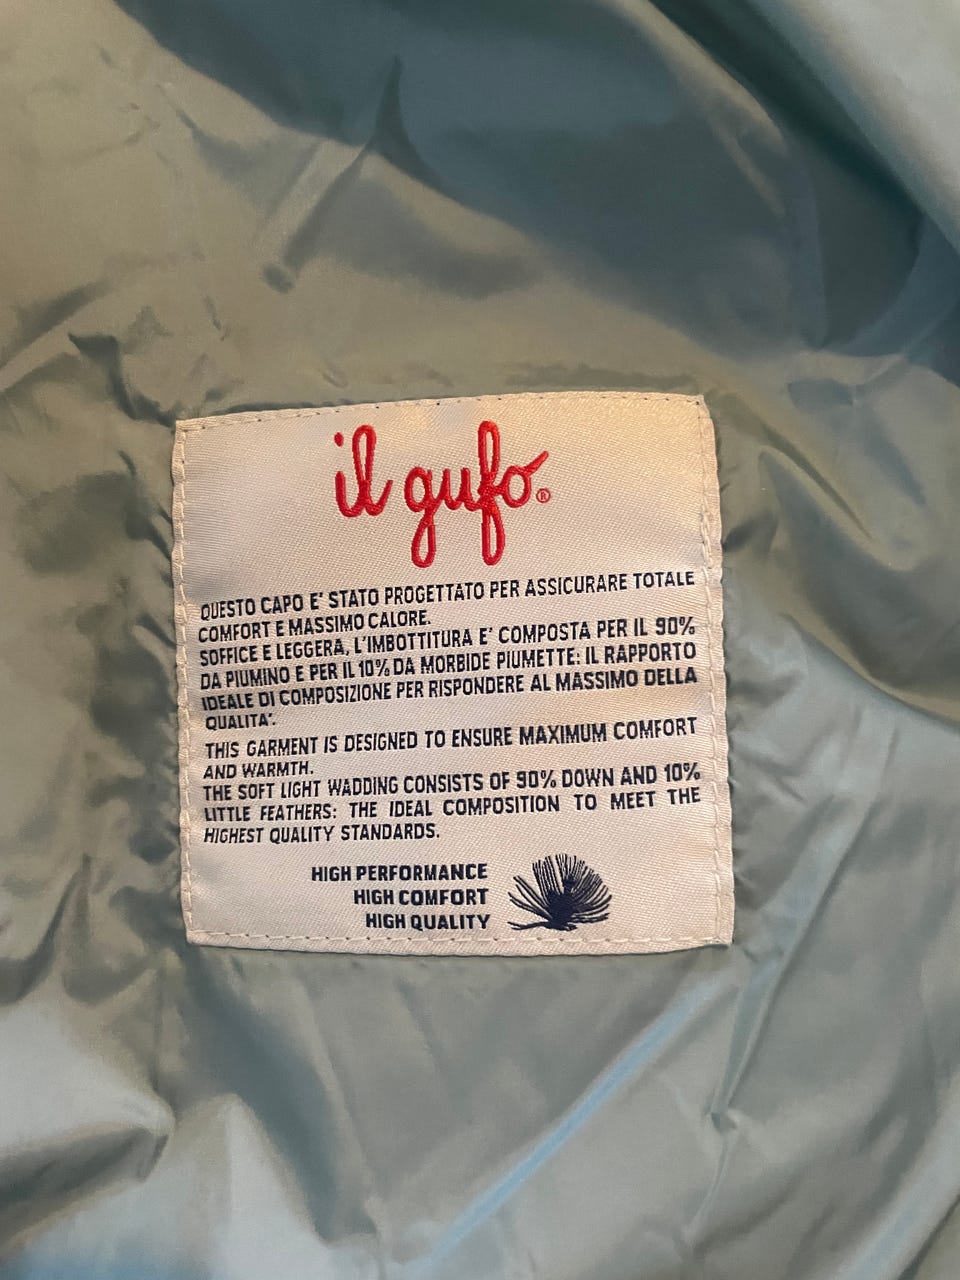 il gufo®
QUESTO CAPO E' STATO PROGETTATO PER ASSICURARE TOTALE
COMFORT E MASSIMO CALORE.
SOFFICE E LEGGERA, L'IMBOTTITURA E' COMPOSTA PER IL 90%
DA PIUMINO E PER IL 10% DA MORBIDE PIUMETTE: IL RAPPORTO
IDEALE DI COMPOSIZIONE PER RISPONDERE AL MASSIMO DELLA
QUALITA'.
THIS GARMENT IS DESIGNED TO ENSURE MAXIMUM COMFORT
AND WARMTH.
THE SOFT LIGHT WADDING CONSISTS OF 90% DOWN AND 10%
LITTLE FEATHERS: THE IDEAL COMPOSITION TO MEET THE
HIGHEST QUALITY STANDARDS.
HIGH PERFORMANCE
HIGH COMFORT
HIGH QUALITY